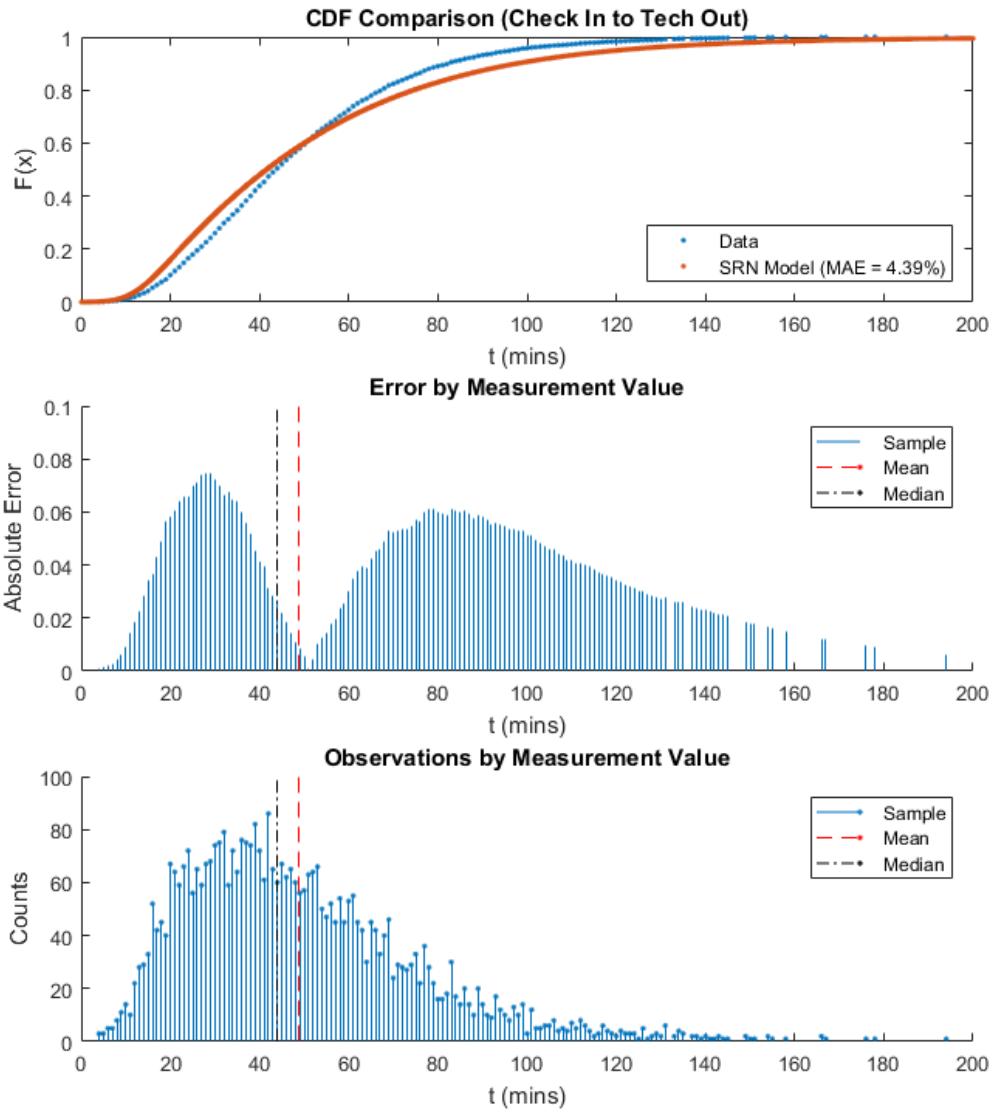 CDF Comparison (Check In to Tech Out)
1
0.8
0.6
0.4
0.2
0
F(x)
Data
SRN Model (MAE = 4.39%)
0 20 40 60 80 100 120 140 160 180 200
t (mins)
Error by Measurement Value
0.1
0.08
0.06
0.04
0.02
0
Absolute Error
Sample
Mean
Median
0 20 40 60 80 100 120 140 160 180 200
t (mins)
Observations by Measurement Value
100
80
60
40
20
0
Counts
Sample
Mean
Median
0 20 40 60 80 100 120 140 160 180 200
t (mins)